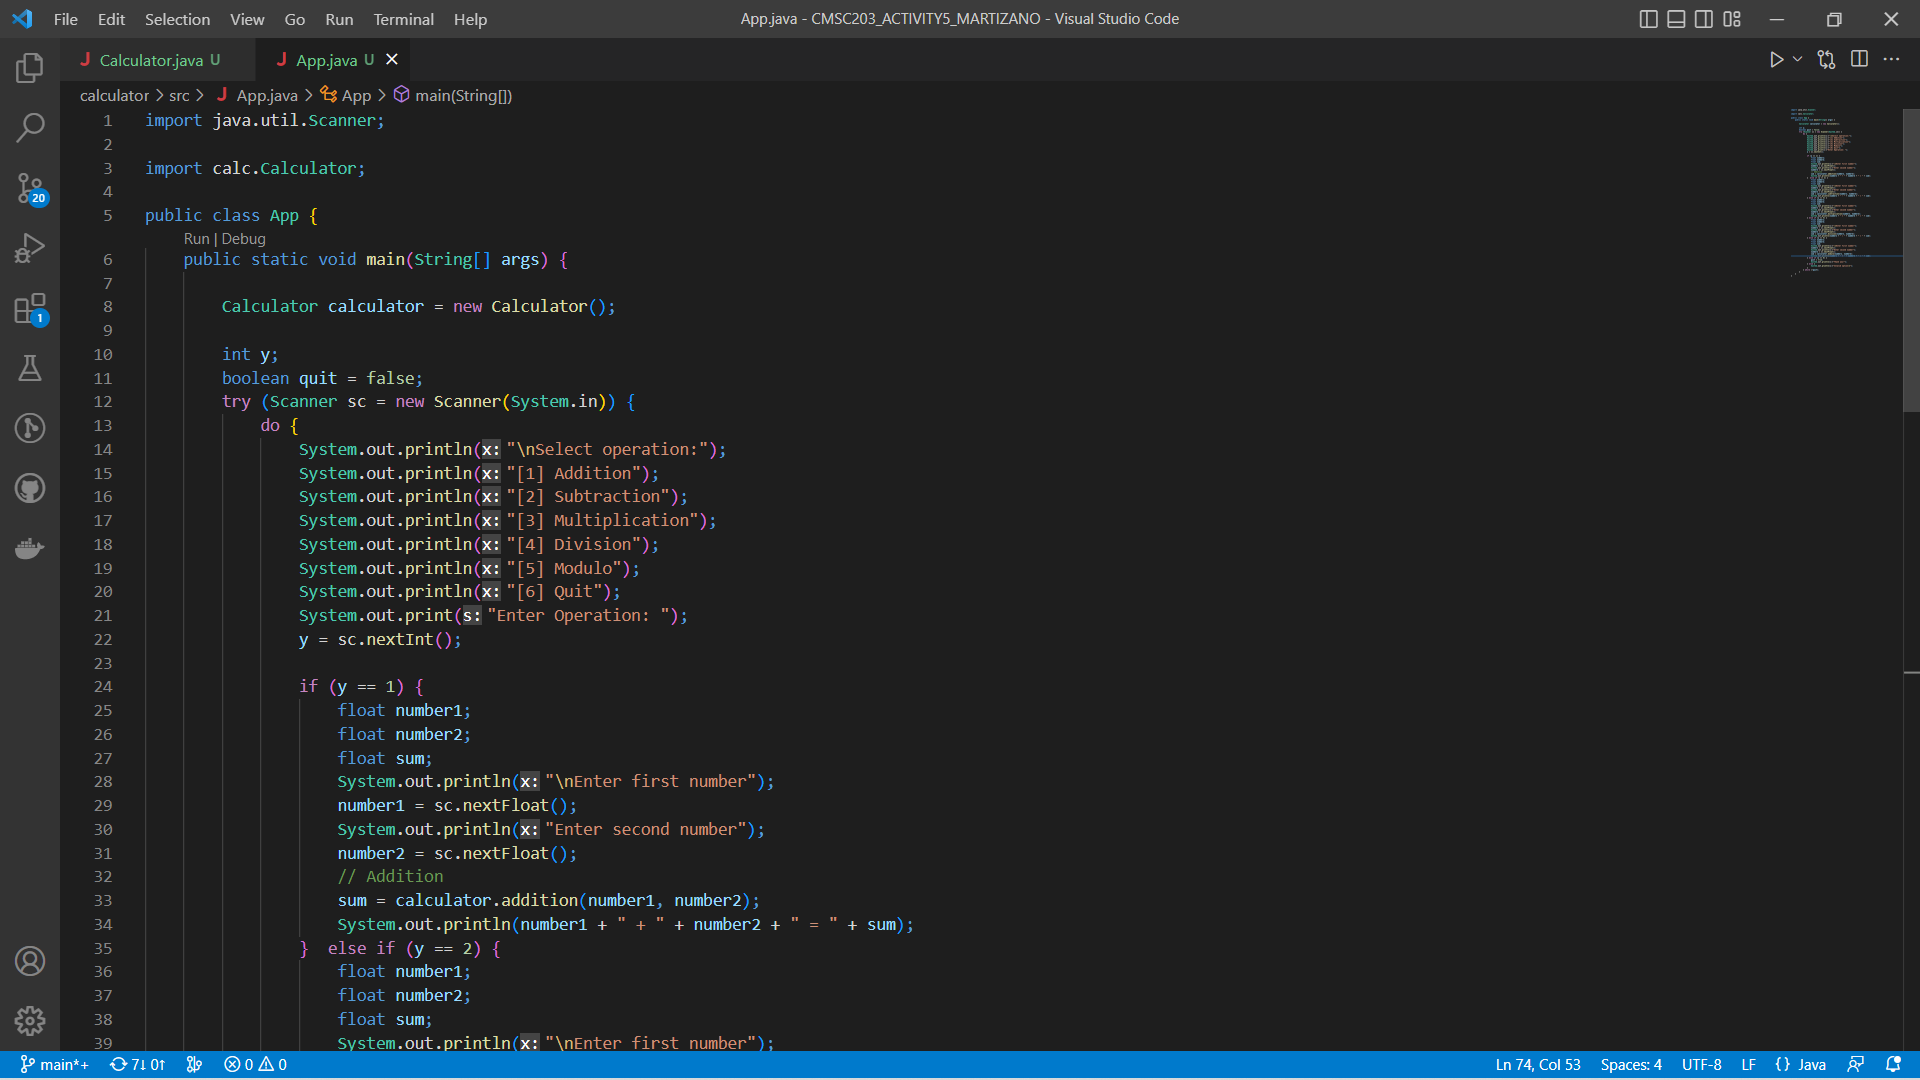 File Edit Selection View Go Run Terminal Help App.java - CMSC203_ACTIVITY5_MARTIZANO - Visual Studio Code
J Calculator.java U J App.java U
calculator > src > J App.java > App > main(String[])
1 import java.util.Scanner;
2
3 import calc.Calculator;
4
5 public class App {
Run | Debug
6 public static void main(String[] args) {
7
8 Calculator calculator = new Calculator();
9
10 int y;
11 boolean quit = false;
12 try (Scanner sc = new Scanner(System.in)) {
13 do {
14 System.out.println(x: "\nSelect operation:");
15 System.out.println(x: "[1] Addition");
16 System.out.println(x: "[2] Subtraction");
17 System.out.println(x: "[3] Multiplication");
18 System.out.println(x: "[4] Division");
19 System.out.println(x: "[5] Modulo");
20 System.out.println(x: "[6] Quit");
21 System.out.print(s: "Enter Operation: ");
22 y = sc.nextInt();
23
24 if (y == 1) {
25 float number1;
26 float number2;
27 float sum;
28 System.out.println(x: "\nEnter first number");
29 number1 = sc.nextFloat();
30 System.out.println(x: "Enter second number");
31 number2 = sc.nextFloat();
32 // Addition
33 sum = calculator.addition(number1, number2);
34 System.out.println(number1 + " + " + number2 + " = " + sum);
35 } else if (y == 2) {
36 float number1;
37 float number2;
38 float sum;
39 System.out.println(x: "\nEnter first number");
20
1
main*+ 7↓ 0↑ 0 0 Ln 74, Col 53 Spaces: 4 UTF-8 LF {} Java